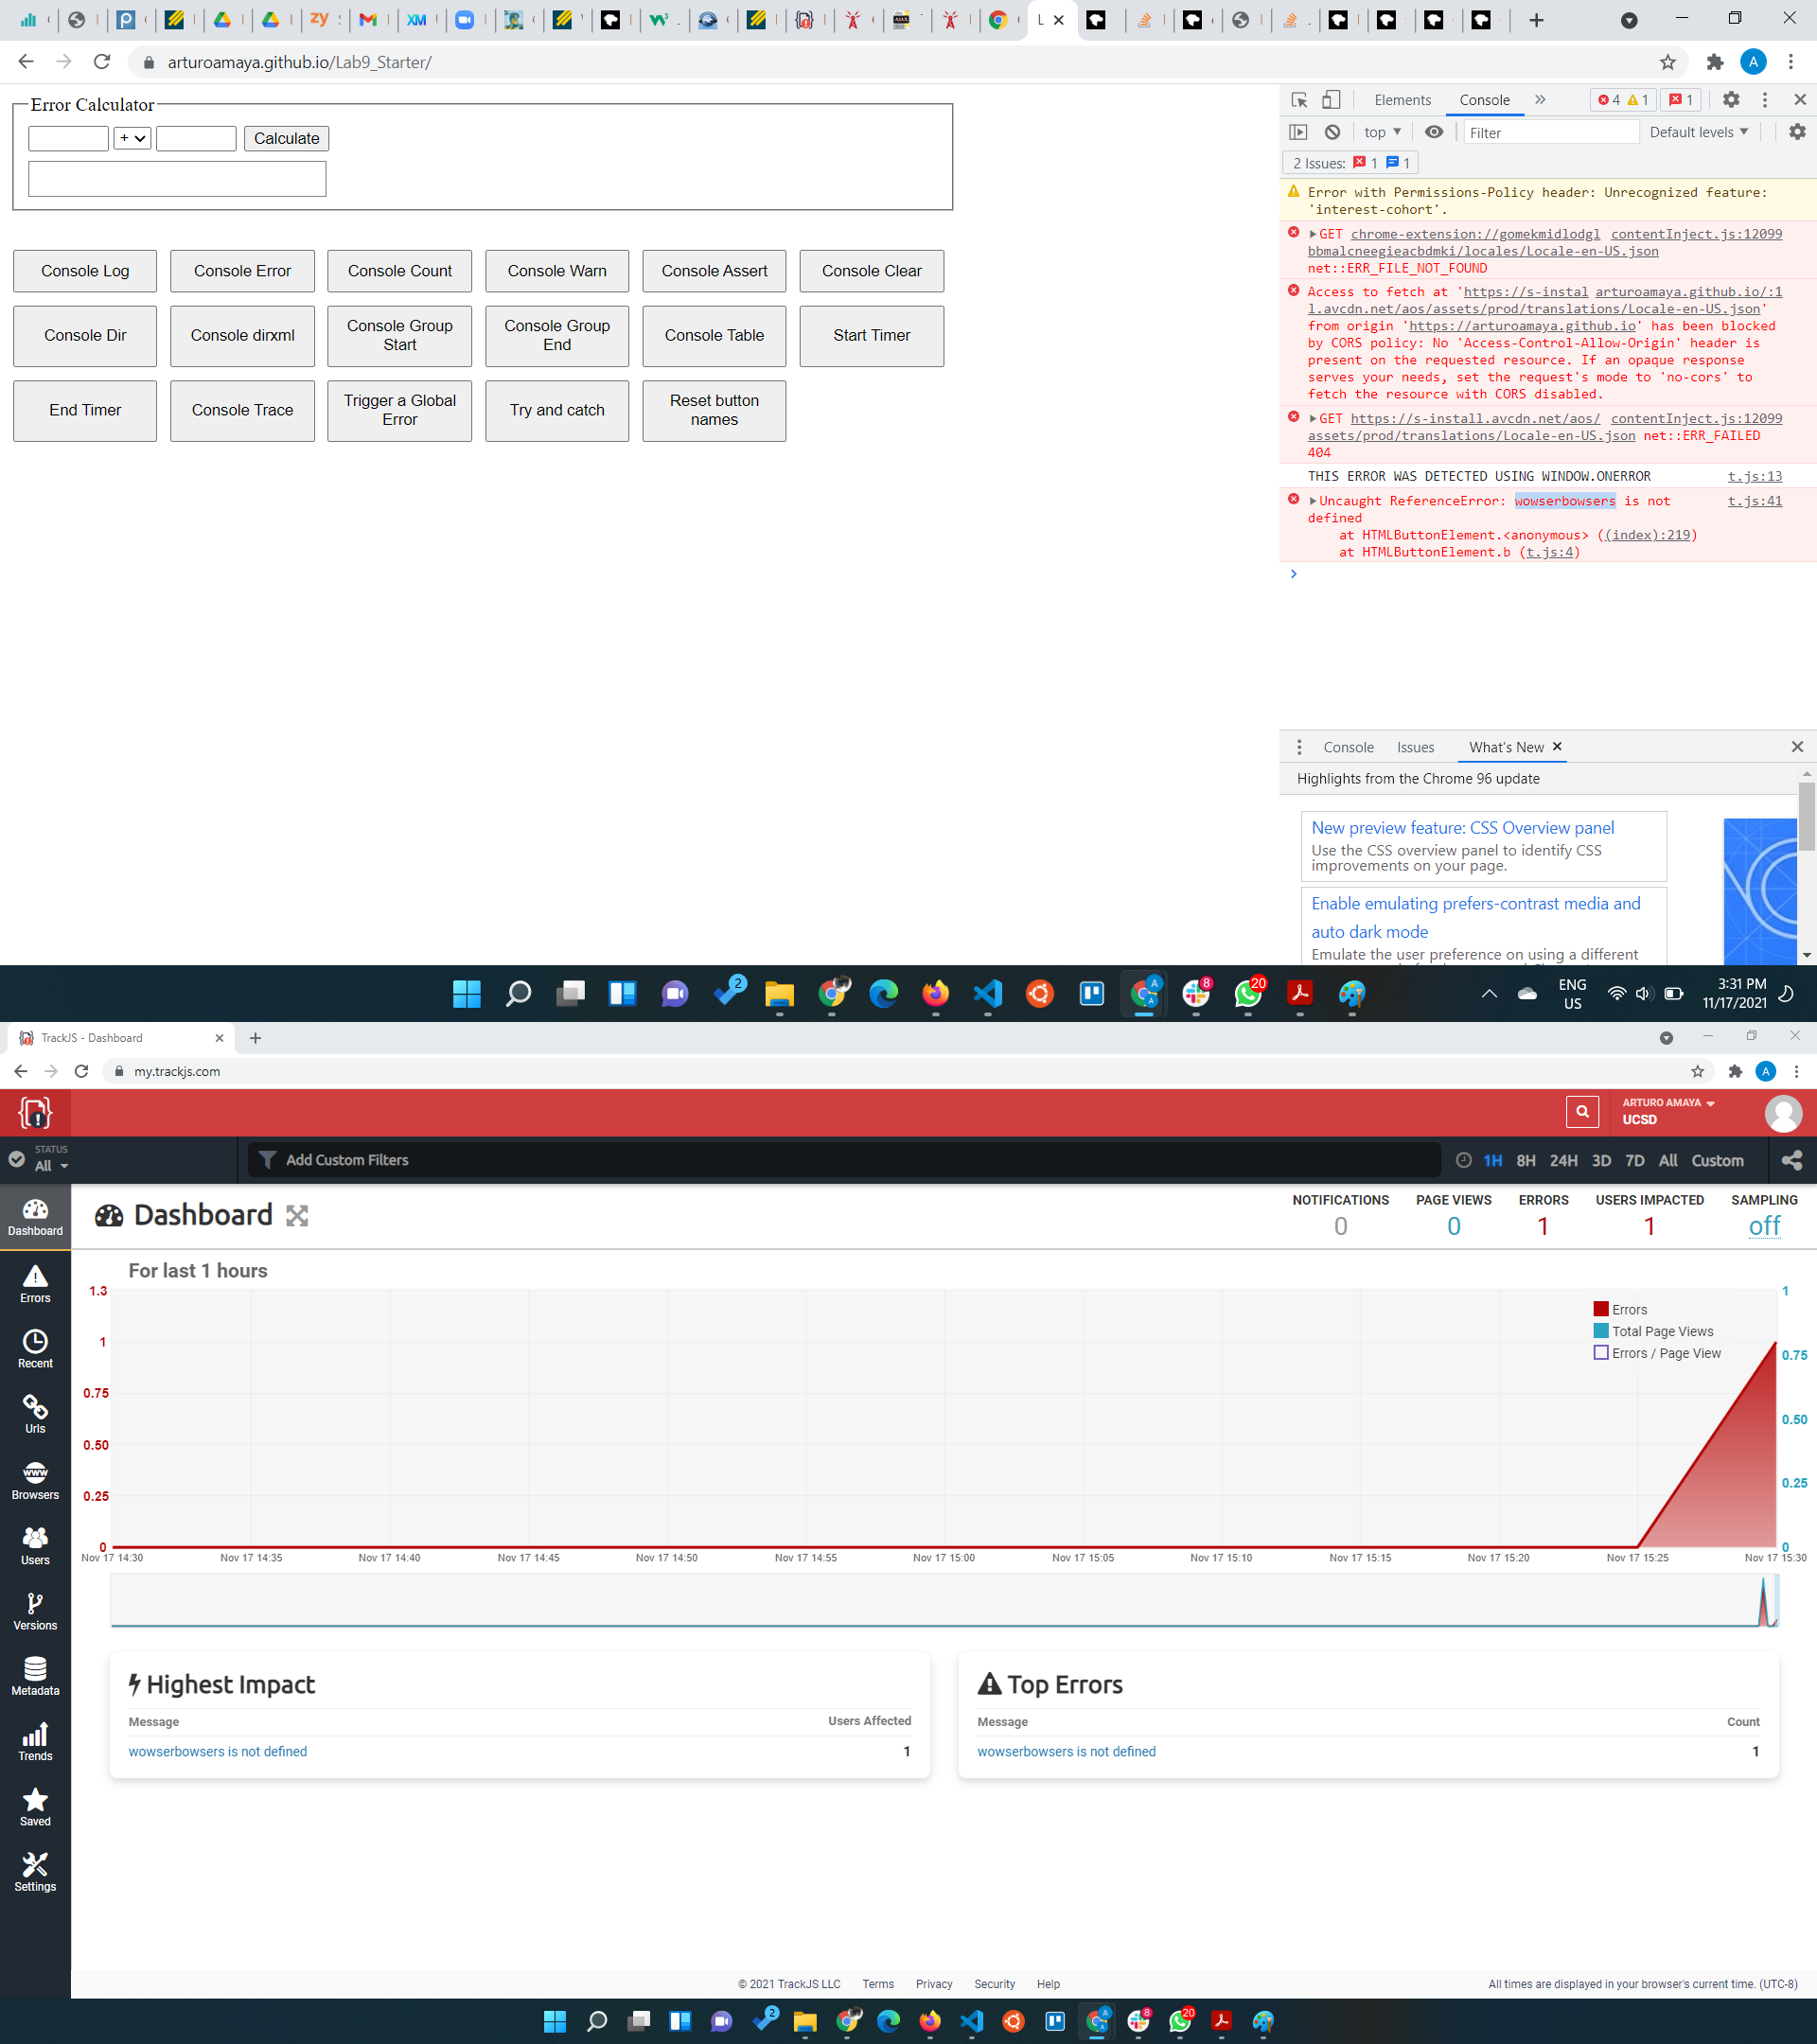 arturoamaya.github.io/Lab9_Starter/
Error Calculator
+
Calculate
Console Log
Console Error
Console Count
Console Warn
Console Assert
Console Clear
Console Dir
Console dirxml
Console Group
Start
Console Group
End
Console Table
Start Timer
End Timer
Console Trace
Trigger a Global
Error
Try and catch
Reset button
names
Elements
Console
4
1
1
top
Filter
Default levels
2 Issues: 1 1
Error with Permissions-Policy header: Unrecognized feature:
'interest-cohort'.
GET chrome-extension://gomekmidlodgl contentInject.js:12099
bbmalcneegieacbdmki/locales/Locale-en-US.json
net::ERR_FILE_NOT_FOUND
Access to fetch at 'https://s-instal arturoamaya.github.io/:1
l.avcdn.net/aos/assets/prod/translations/Locale-en-US.json'
from origin 'https://arturoamaya.github.io' has been blocked
by CORS policy: No 'Access-Control-Allow-Origin' header is
present on the requested resource. If an opaque response
serves your needs, set the request's mode to 'no-cors' to
fetch the resource with CORS disabled.
GET https://s-install.avcdn.net/aos/ contentInject.js:12099
assets/prod/translations/Locale-en-US.json net::ERR_FAILED
404
THIS ERROR WAS DETECTED USING WINDOW.ONERROR t.js:13
Uncaught ReferenceError: wowserbowsers is not t.js:41
defined
at HTMLButtonElement.<anonymous> ((index):219)
at HTMLButtonElement.b (t.js:4)
Console
Issues
What's New
Highlights from the Chrome 96 update
New preview feature: CSS Overview panel
Use the CSS overview panel to identify CSS
improvements on your page.
Enable emulating prefers-contrast media and
auto dark mode
Emulate the user preference on using a different
2
8
20
ENG
US
3:31 PM
11/17/2021
TrackJS - Dashboard
my.trackjs.com
A
ARTURO AMAYA
UCSD
STATUS
All
Add Custom Filters
1H 8H 24H 3D 7D All Custom
Dashboard
Errors
Recent
Urls
Browsers
Users
Versions
Metadata
Trends
Saved
Settings
Dashboard
NOTIFICATIONS
0
PAGE VIEWS
0
ERRORS
1
USERS IMPACTED
1
SAMPLING
off
For last 1 hours
1.3
1
0.75
0.50
0.25
0
Errors
Total Page Views
Errors / Page View
1
0.75
0.50
0.25
0
Nov 17 14:30 Nov 17 14:35 Nov 17 14:40 Nov 17 14:45 Nov 17 14:50 Nov 17 14:55 Nov 17 15:00 Nov 17 15:05 Nov 17 15:10 Nov 17 15:15 Nov 17 15:20 Nov 17 15:25 Nov 17 15:30
Highest Impact
Message Users Affected
wowserbowsers is not defined 1
Top Errors
Message Count
wowserbowsers is not defined 1
© 2021 TrackJS LLC Terms Privacy Security Help
All times are displayed in your browser's current time. (UTC-8)
2
8
20